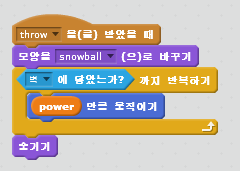 throw 을(를) 받았을 때
모양을 snowball (으)로 바꾸기
벽 에 닿았는가? 까지 반복하기
power 만큼 움직이기
숨기기